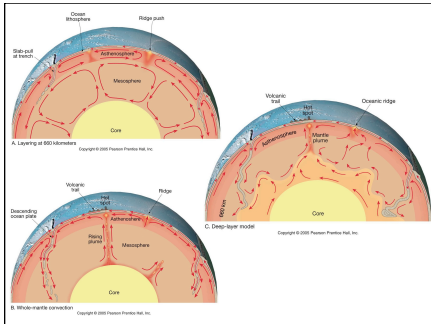 Ocean
lithosphere
Ridge push
Slab-pull
at trench
Asthenosphere
Mesosphere
Core
A. Layering at 660 kilometers
Copyright © 2005 Pearson Prentice Hall, Inc.
Volcanic
trail
Hot
spot
Ridge
Descending
ocean plate
Asthenosphere
Rising
plume
Mesosphere
Core
B. Whole-mantle convection
Copyright © 2005 Pearson Prentice Hall, Inc.
Volcanic
trail
Hot
spot
Oceanic ridge
Asthenosphere
Mantle
plume
660 km
Core
C. Deep-layer model
Copyright © 2005 Pearson Prentice Hall, Inc.